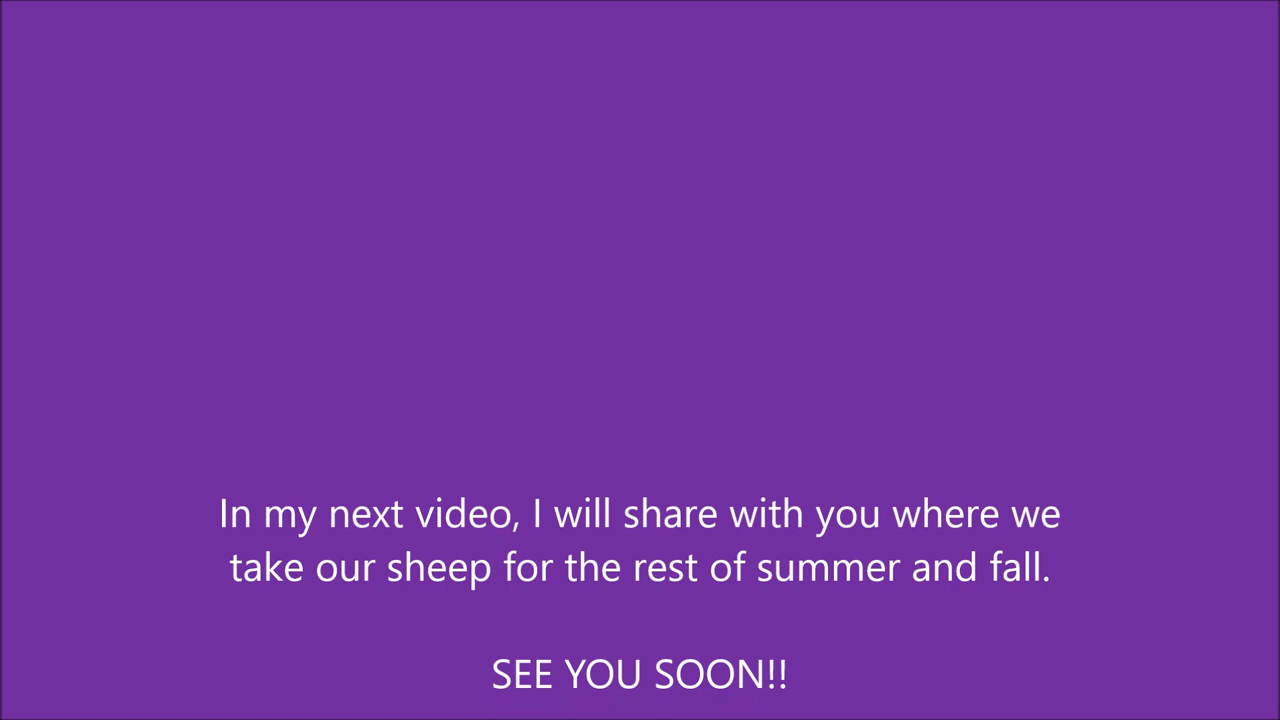 In my next video, I will share with you where we
take our sheep for the rest of summer and fall.
SEE YOU SOON!!